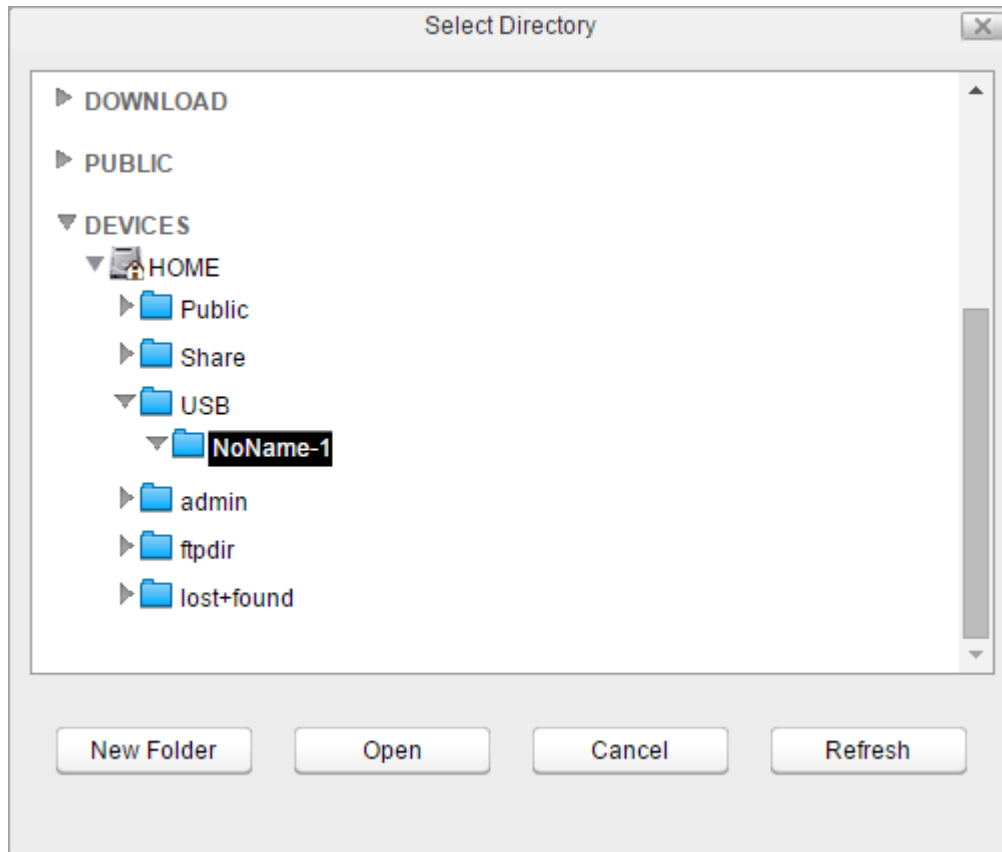 Select Directory
DOWNLOAD
PUBLIC
DEVICES
HOME
Public
Share
USB
NoName-1
admin
ftpdir
lost+found
New Folder Open Cancel Refresh